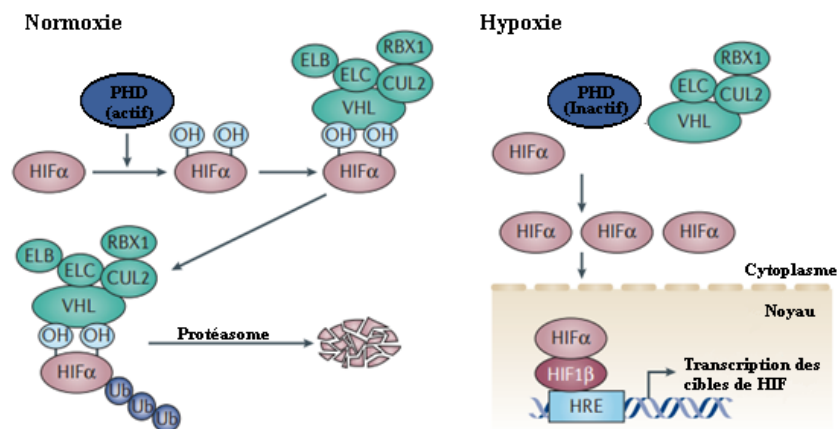 Normoxie
PHD
(actif)
HIFα
OH OH
HIFα
ELB
ELC
RBX1
CUL2
VHL
OH OH
HIFα
ELB
ELC
RBX1
CUL2
VHL
OH OH
HIFα
Ub
Ub
Ub
Protéasome
Hypoxie
PHD
(Inactif)
RBX1
ELC
CUL2
VHL
HIFα
HIFα HIFα HIFα
Cytoplasme
Noyau
HIFα
HIF1β
HRE
Transcription des
cibles de HIF